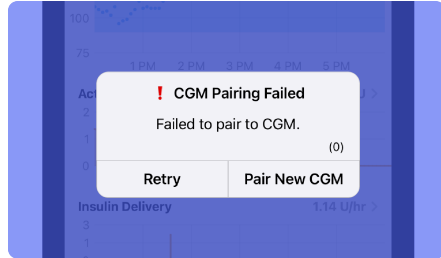 100
75
1 PM 2 PM 3 PM 4 PM 5 PM
❗ CGM Pairing Failed
Failed to pair to CGM.
(0)
Retry Pair New CGM
Act
U >
2
1
0
Insulin Delivery 1.14 U/hr >
3
1